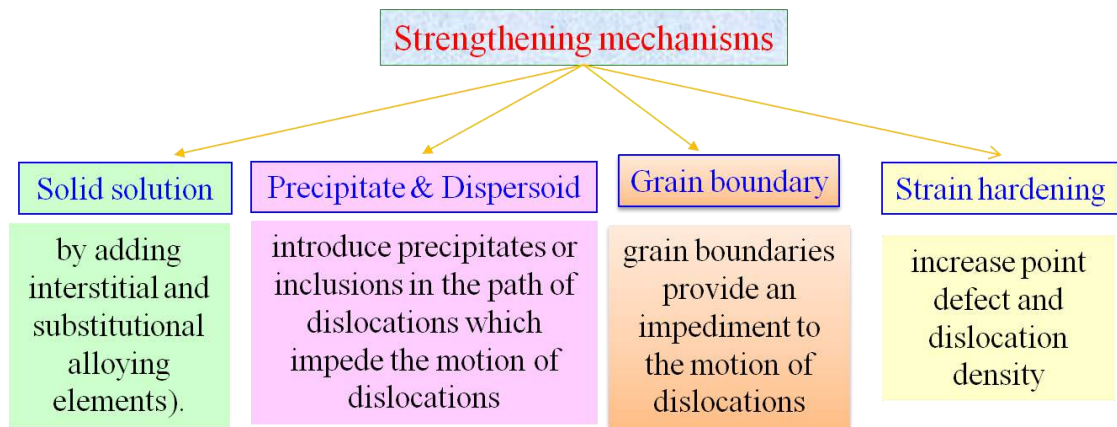 Strengthening mechanisms
Solid solution
by adding
interstitial and
substitutional
alloying
elements).
Precipitate & Dispersoid
introduce precipitates or
inclusions in the path of
dislocations which
impede the motion of
dislocations
Grain boundary
grain boundaries
provide an
impediment to
the motion of
dislocations
Strain hardening
increase point
defect and
dislocation
density